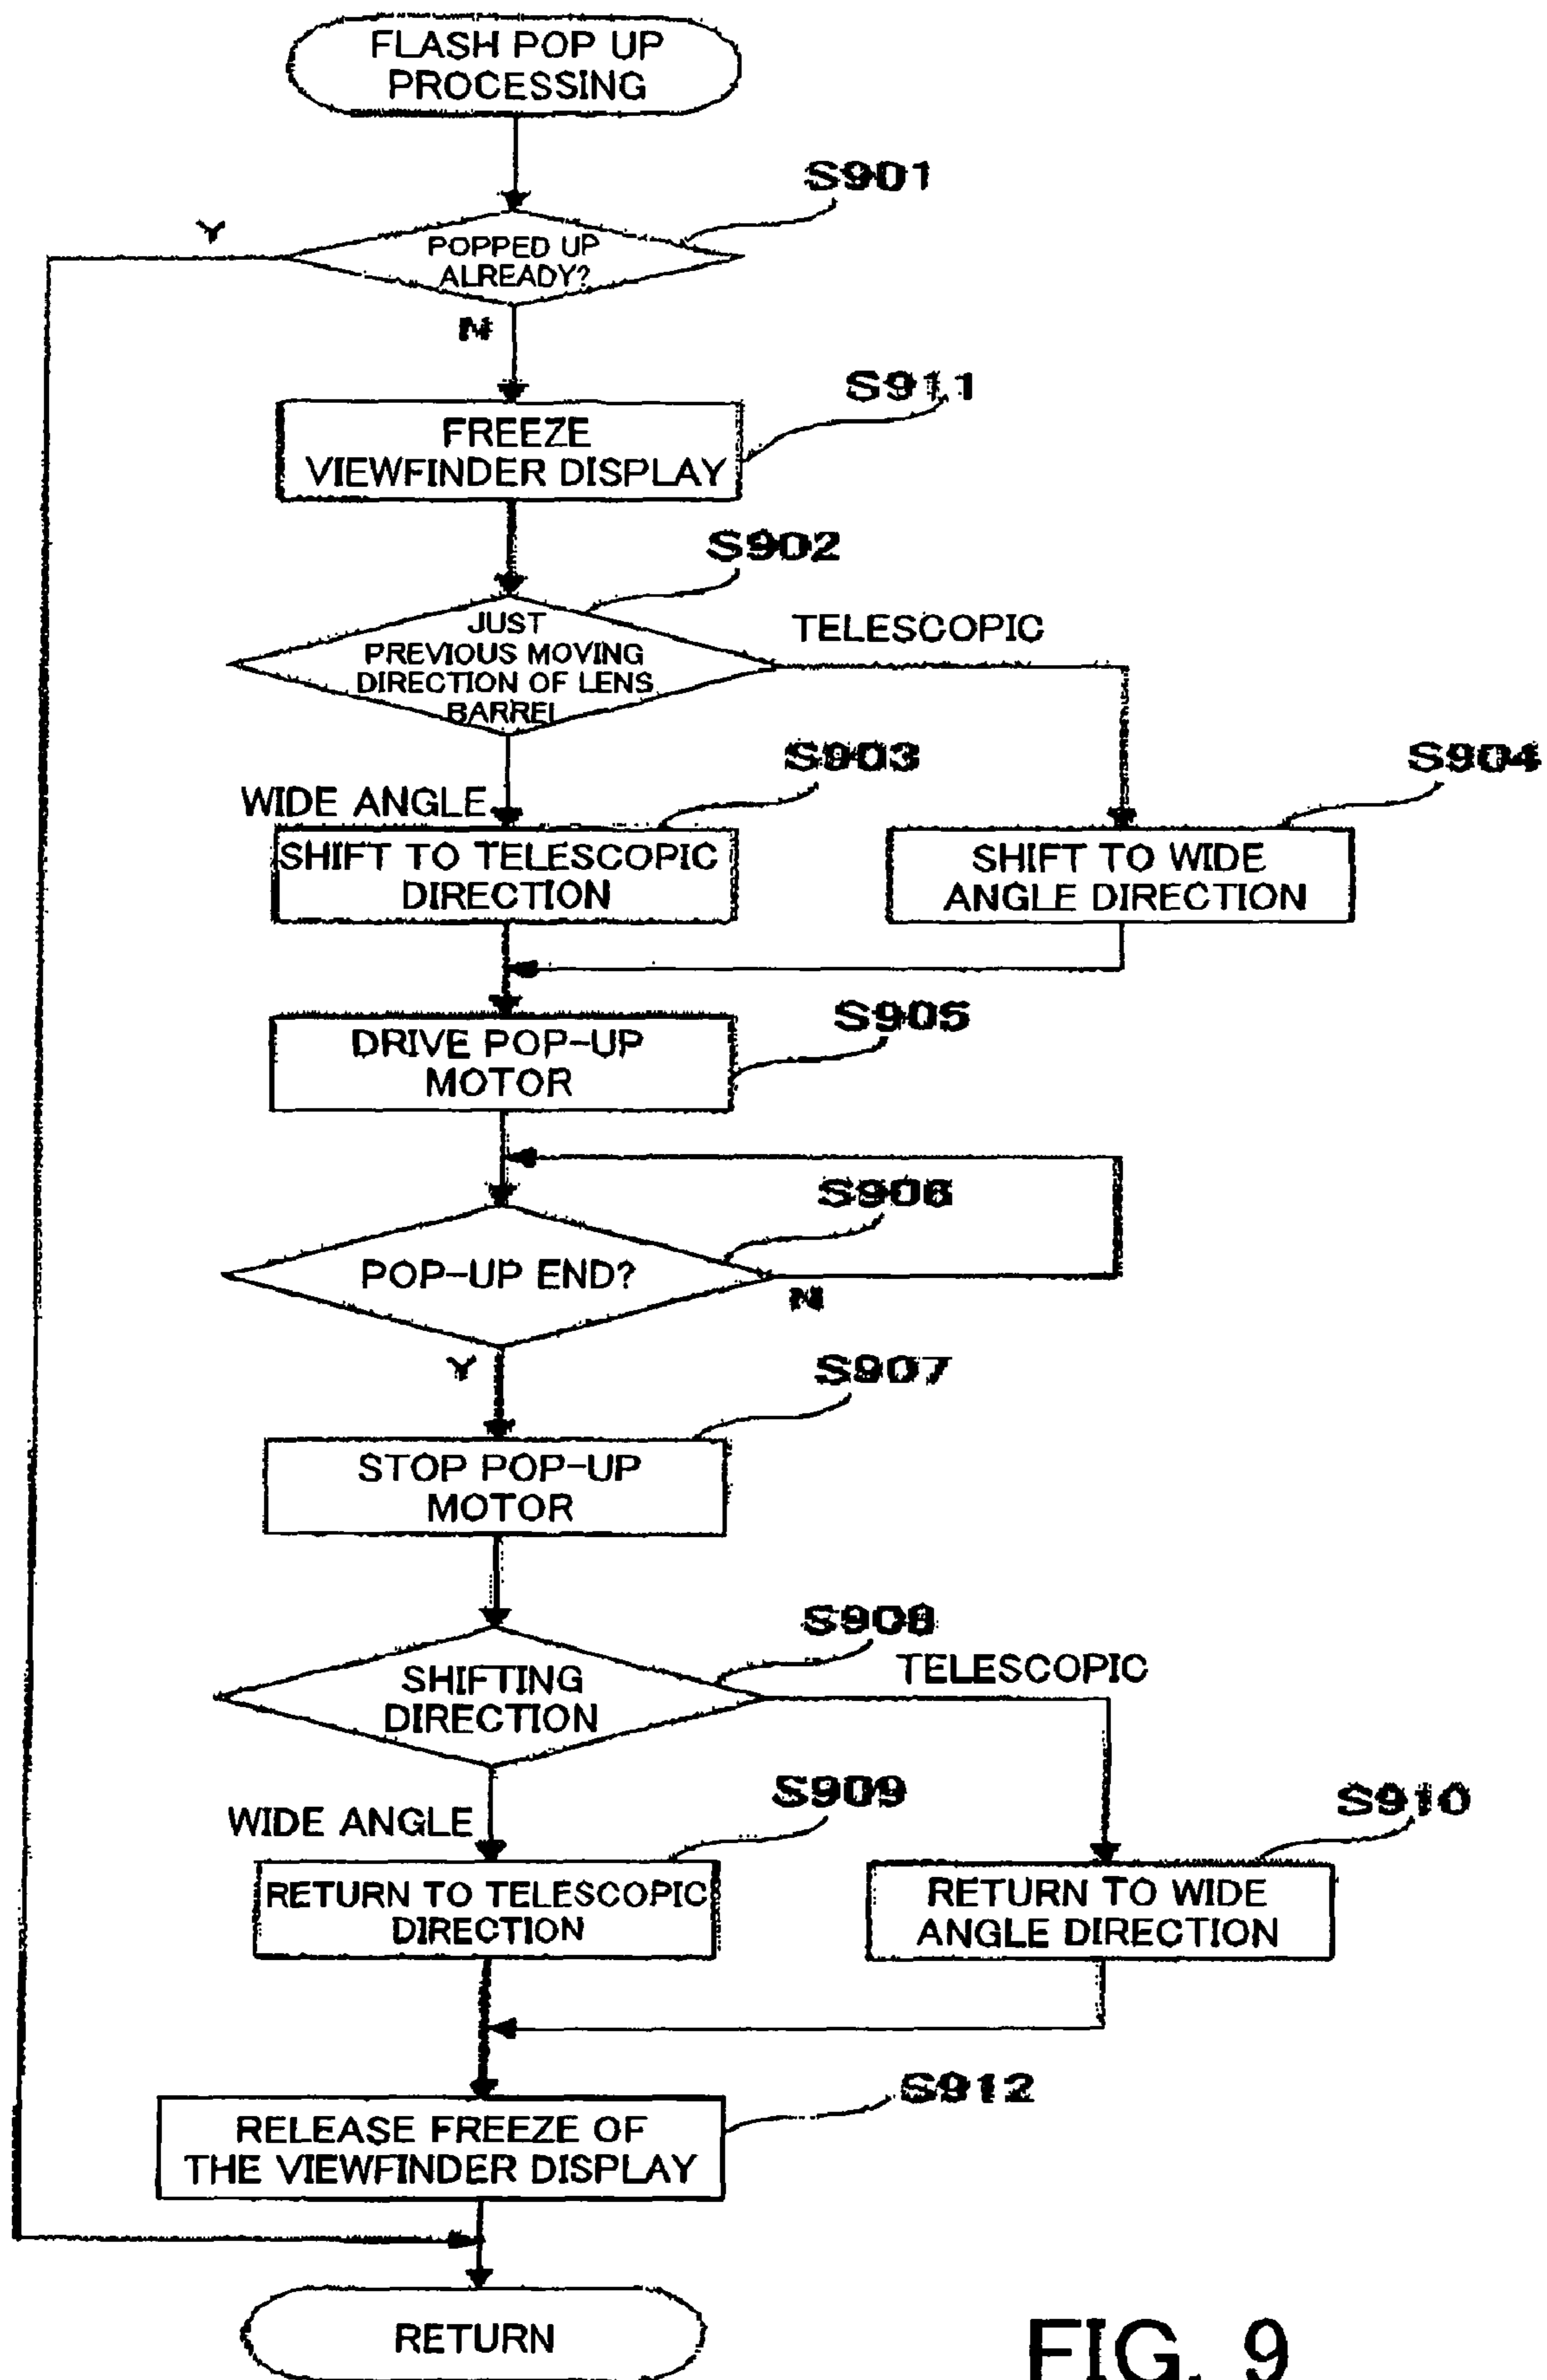 FLASH POP UP
PROCESSING
S901
Y
POPPED UP
ALREADY?
N
S911
FREEZE
VIEWFINDER DISPLAY
S902
JUST
PREVIOUS MOVING
DIRECTION OF LENS
BARREL
TELESCOPIC
S903
S904
WIDE ANGLE
SHIFT TO TELESCOPIC
DIRECTION
SHIFT TO WIDE
ANGLE DIRECTION
S905
DRIVE POP-UP
MOTOR
S906
POP-UP END?
N
Y
S907
STOP POP-UP
MOTOR
S908
SHIFTING
DIRECTION
TELESCOPIC
S909
S910
WIDE ANGLE
RETURN TO TELESCOPIC
DIRECTION
RETURN TO WIDE
ANGLE DIRECTION
S912
RELEASE FREEZE OF
THE VIEWFINDER DISPLAY
RETURN
FIG. 9